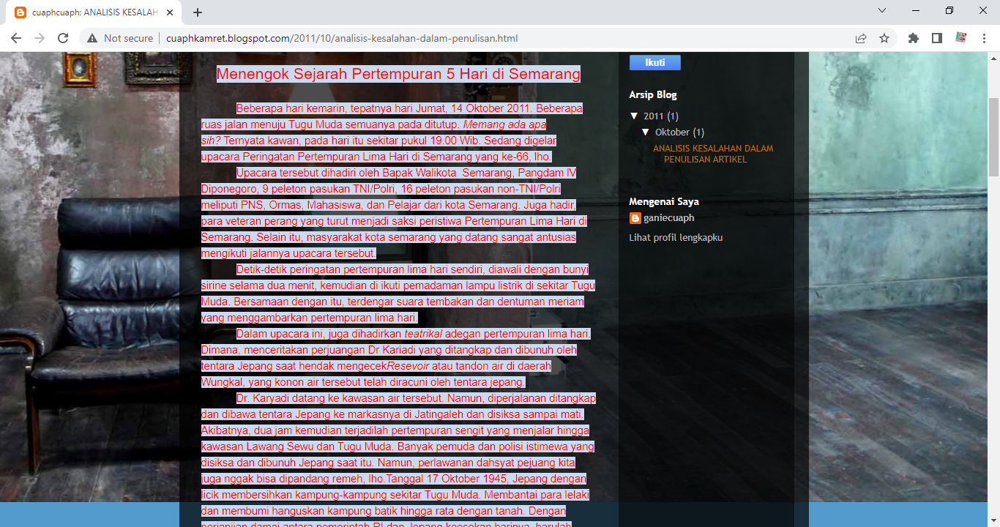 cuaphcuaph: ANALISIS KESALAH
Not secure
cuaphkamret.blogspot.com/2011/10/analisis-kesalahan-dalam-penulisan.html
Menengok Sejarah Pertempuran 5 Hari di Semarang
Beberapa hari kemarin, tepatnya hari Jumat, 14 Oktober 2011. Beberapa
ruas jalan menuju Tugu Muda semuanya pada ditutup. Memang ada apa
sih? Ternyata kawan, pada hari itu sekitar pukul 19.00 Wib. Sedang digelar
upacara Peringatan Pertempuran Lima Hari di Semarang yang ke-66, lho.
Upacara tersebut dihadiri oleh Bapak Walikota  Semarang, Pangdam IV
Diponegoro, 9 peleton pasukan TNI/Polri, 16 peleton pasukan non-TNI/Polri
meliputi PNS, Ormas, Mahasiswa, dan Pelajar dari kota Semarang. Juga hadir,
para veteran perang yang turut menjadi saksi peristiwa Pertempuran Lima Hari di
Semarang. Selain itu, masyarakat kota semarang yang datang sangat antusias
mengikuti jalannya upacara tersebut.
Detik-detik peringatan pertempuran lima hari sendiri, diawali dengan bunyi
sirine selama dua menit, kemudian di ikuti pemadaman lampu listrik di sekitar Tugu
Muda. Bersamaan dengan itu, terdengar suara tembakan dan dentuman meriam
yang menggambarkan pertempuran lima hari.
Dalam upacara ini, juga dihadirkan teatrikal adegan pertempuran lima hari.
Dimana, menceritakan perjuangan Dr Kariadi yang ditangkap dan dibunuh oleh
tentara Jepang saat hendak mengecekResevoir atau tandon air di daerah
Wungkal, yang konon air tersebut telah diracuni oleh tentara jepang.
Dr. Karyadi datang ke kawasan air tersebut. Namun, diperjalanan ditangkap
dan dibawa tentara Jepang ke markasnya di Jatingaleh dan disiksa sampai mati.
Akibatnya, dua jam kemudian terjadilah pertempuran sengit yang menjalar hingga
kawasan Lawang Sewu dan Tugu Muda. Banyak pemuda dan polisi istimewa yang
disiksa dan dibunuh Jepang saat itu. Namun, perlawanan dahsyat pejuang kita
juga nggak bisa dipandang remeh, lho.Tanggal 17 Oktober 1945, Jepang dengan
licik membersihkan kampung-kampung sekitar Tugu Muda. Membantai para lelaki
dan membumi hanguskan kampung batik hingga rata dengan tanah. Dengan
perjanjian damai antara pemerintah RI dan Jepang keesokan harinya, barulah
Ikuti
Arsip Blog
▼ 2011 (1)
▼ Oktober (1)
ANALISIS KESALAHAN DALAM
PENULISAN ARTIKEL
Mengenai Saya
ganiecuaph
Lihat profil lengkapku